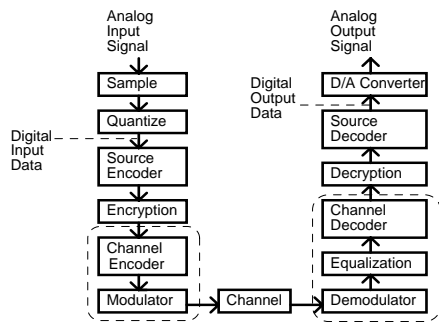 Analog
Input
Signal
Sample
Quantize
Digital
Input
Data
Source
Encoder
Encryption
Channel
Encoder
Modulator
Channel
Analog
Output
Signal
D/A Converter
Digital
Output
Data
Source
Decoder
Decryption
Channel
Decoder
Equalization
Demodulator